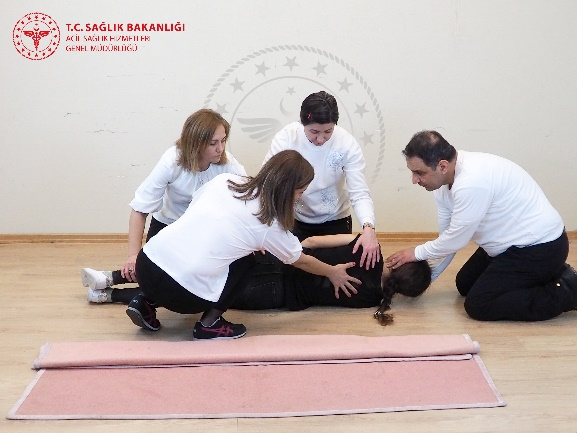 T.C. SAĞLIK BAKANLIĞI
ACİL SAĞLIK HİZMETLERİ
GENEL MÜDÜRLÜĞÜ